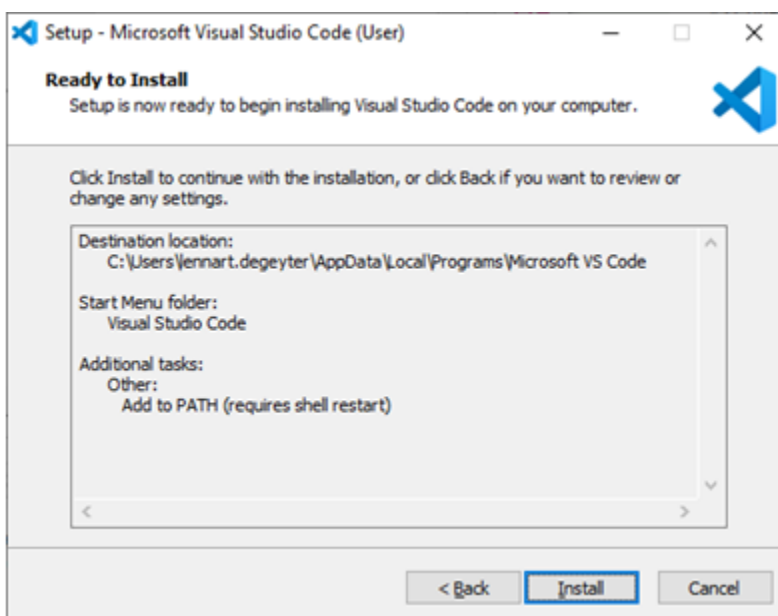 Setup - Microsoft Visual Studio Code (User)
Ready to Install
Setup is now ready to begin installing Visual Studio Code on your computer.
Click Install to continue with the installation, or click Back if you want to review or
change any settings.
Destination location:
C:\Users\lennart.degeyter\AppData\Local\Programs\Microsoft VS Code
Start Menu folder:
Visual Studio Code
Additional tasks:
Other:
Add to PATH (requires shell restart)
< Back Install Cancel